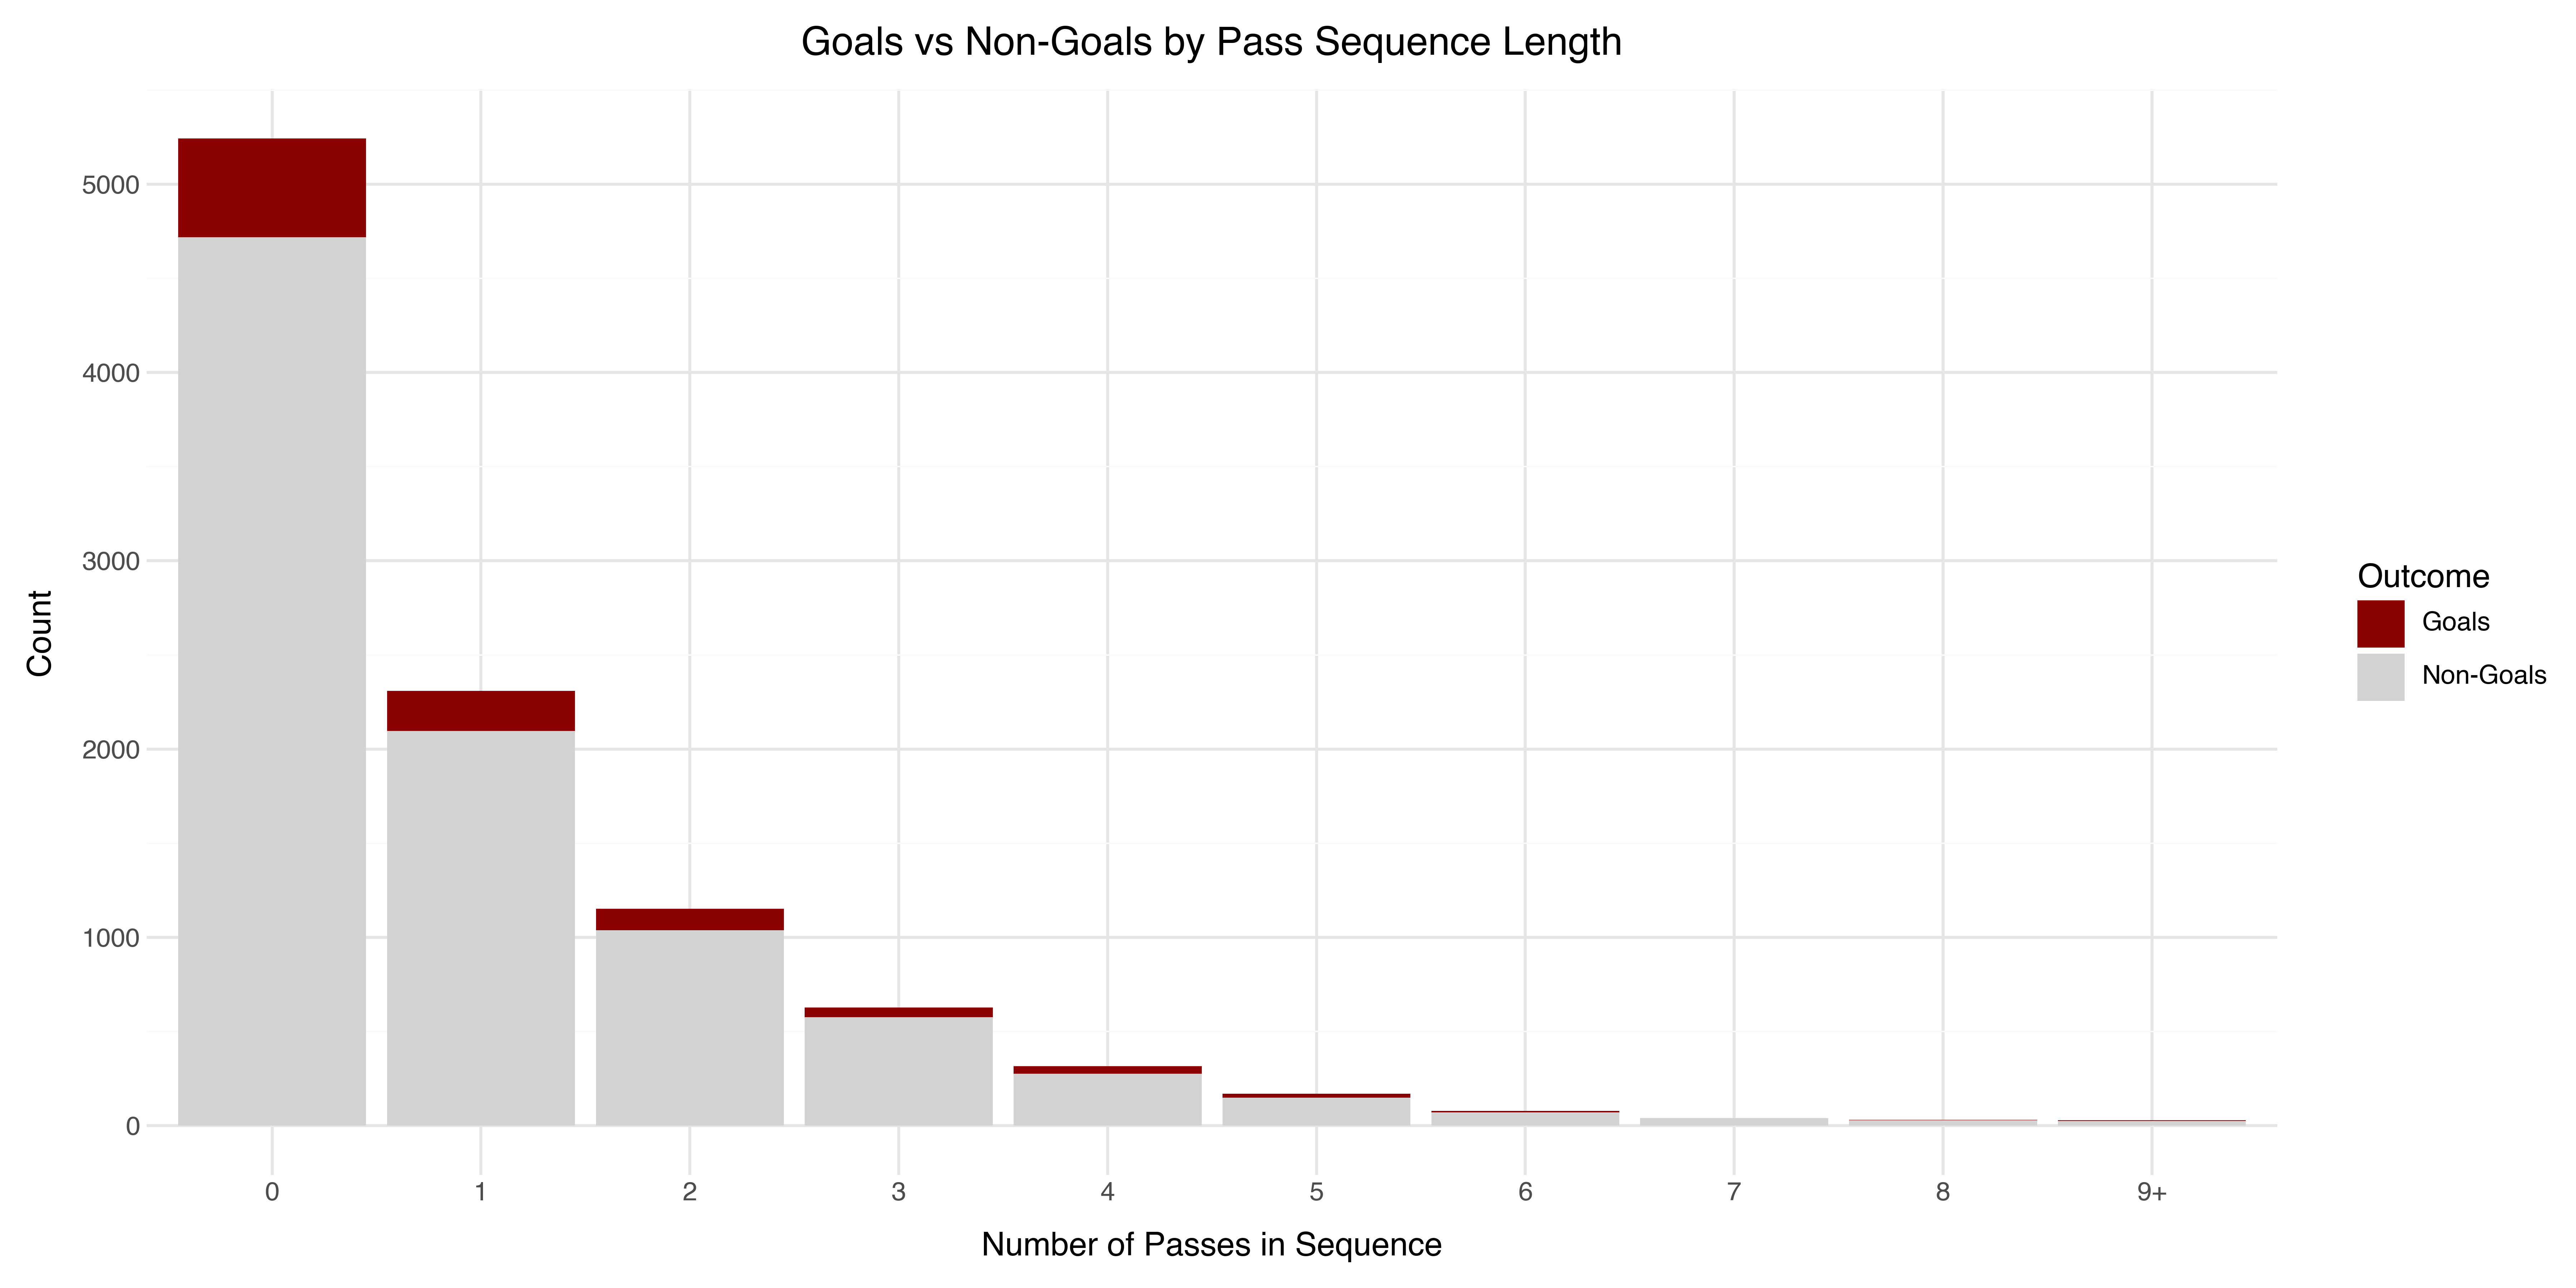 Goals vs Non-Goals by Pass Sequence Length
Count
5000
4000
3000
2000
1000
0
0 1 2 3 4 5 6 7 8 9+
Number of Passes in Sequence
Outcome
Goals
Non-Goals